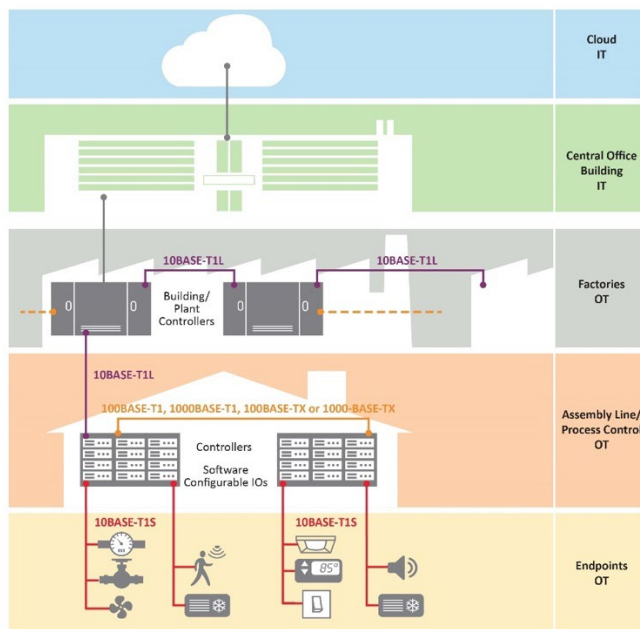 Cloud
IT
Central Office
Building
IT
10BASE-T1L
10BASE-T1L
Building/
Plant
Controllers
Factories
OT
10BASE-T1L
100BASE-T1, 1000BASE-T1, 100BASE-TX or 1000-BASE-TX
Controllers
Software
Configurable IOs
Assembly Line/
Process Control
OT
10BASE-T1S
10BASE-T1S
85°
Endpoints
OT